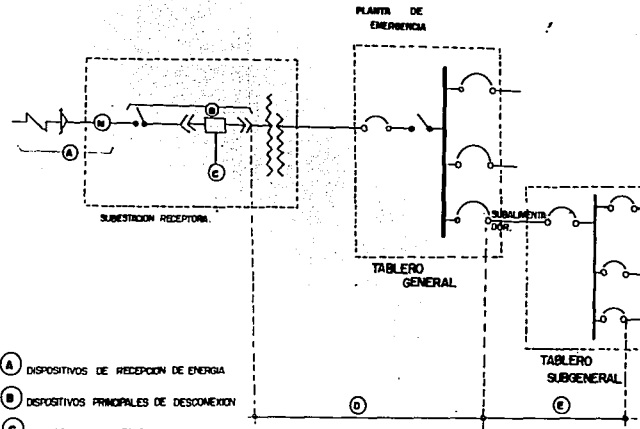 PLANTA DE
EMERGENCIA
M
B
A
C
SUBESTACION RECEPTORA.
SUBALIMENTA
DOR.
TABLERO
GENERAL
TABLERO
SUBGENERAL
A DISPOSITIVOS DE RECEPCION DE ENERGIA
D
E
B DISPOSITIVOS PRINCIPALES DE DESCONEXION
C